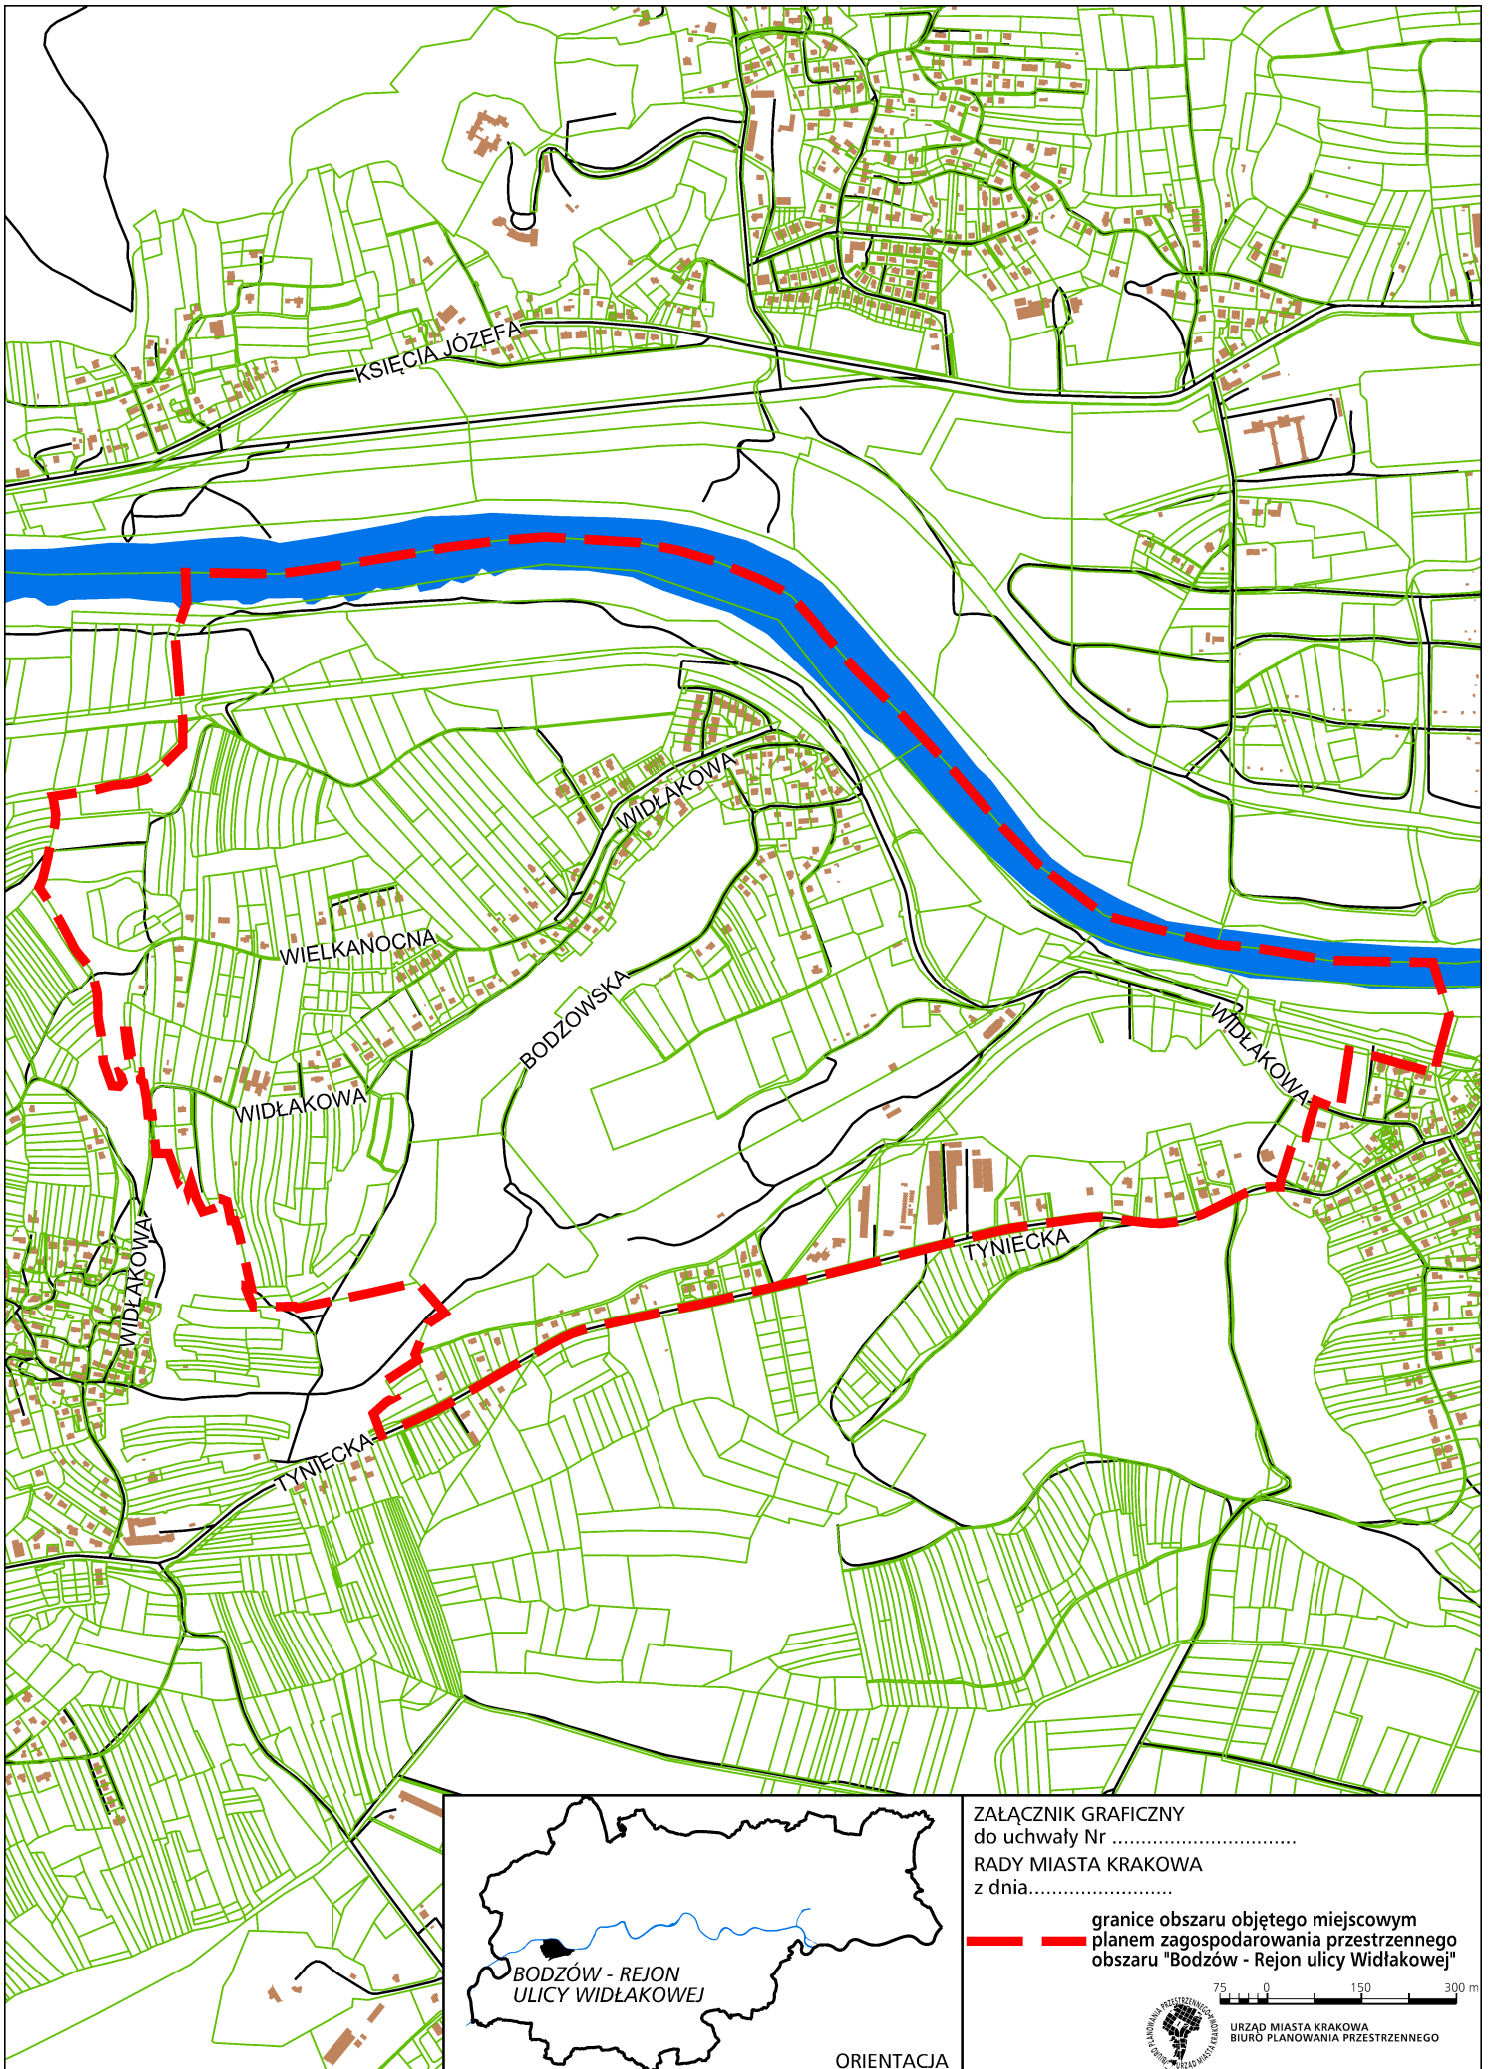 KSIĘCIA JÓZEFA
WIDŁAKOWA
WIELKANOCNA
BODZOWSKA
WIDŁAKOWA
WIDŁAKOWA
WIDŁAKOWA
TYNIECKA
TYNIECKA
ZAŁĄCZNIK GRAFICZNY
do uchwały Nr ................................
RADY MIASTA KRAKOWA
z dnia.........................
granice obszaru objętego miejscowym
planem zagospodarowania przestrzennego
obszaru "Bodzów - Rejon ulicy Widłakowej"
BODZÓW - REJON
ULICY WIDŁAKOWEJ
75 0 150 300 m
URZĄD MIASTA KRAKOWA
BIURO PLANOWANIA PRZESTRZENNEGO
ORIENTACJA